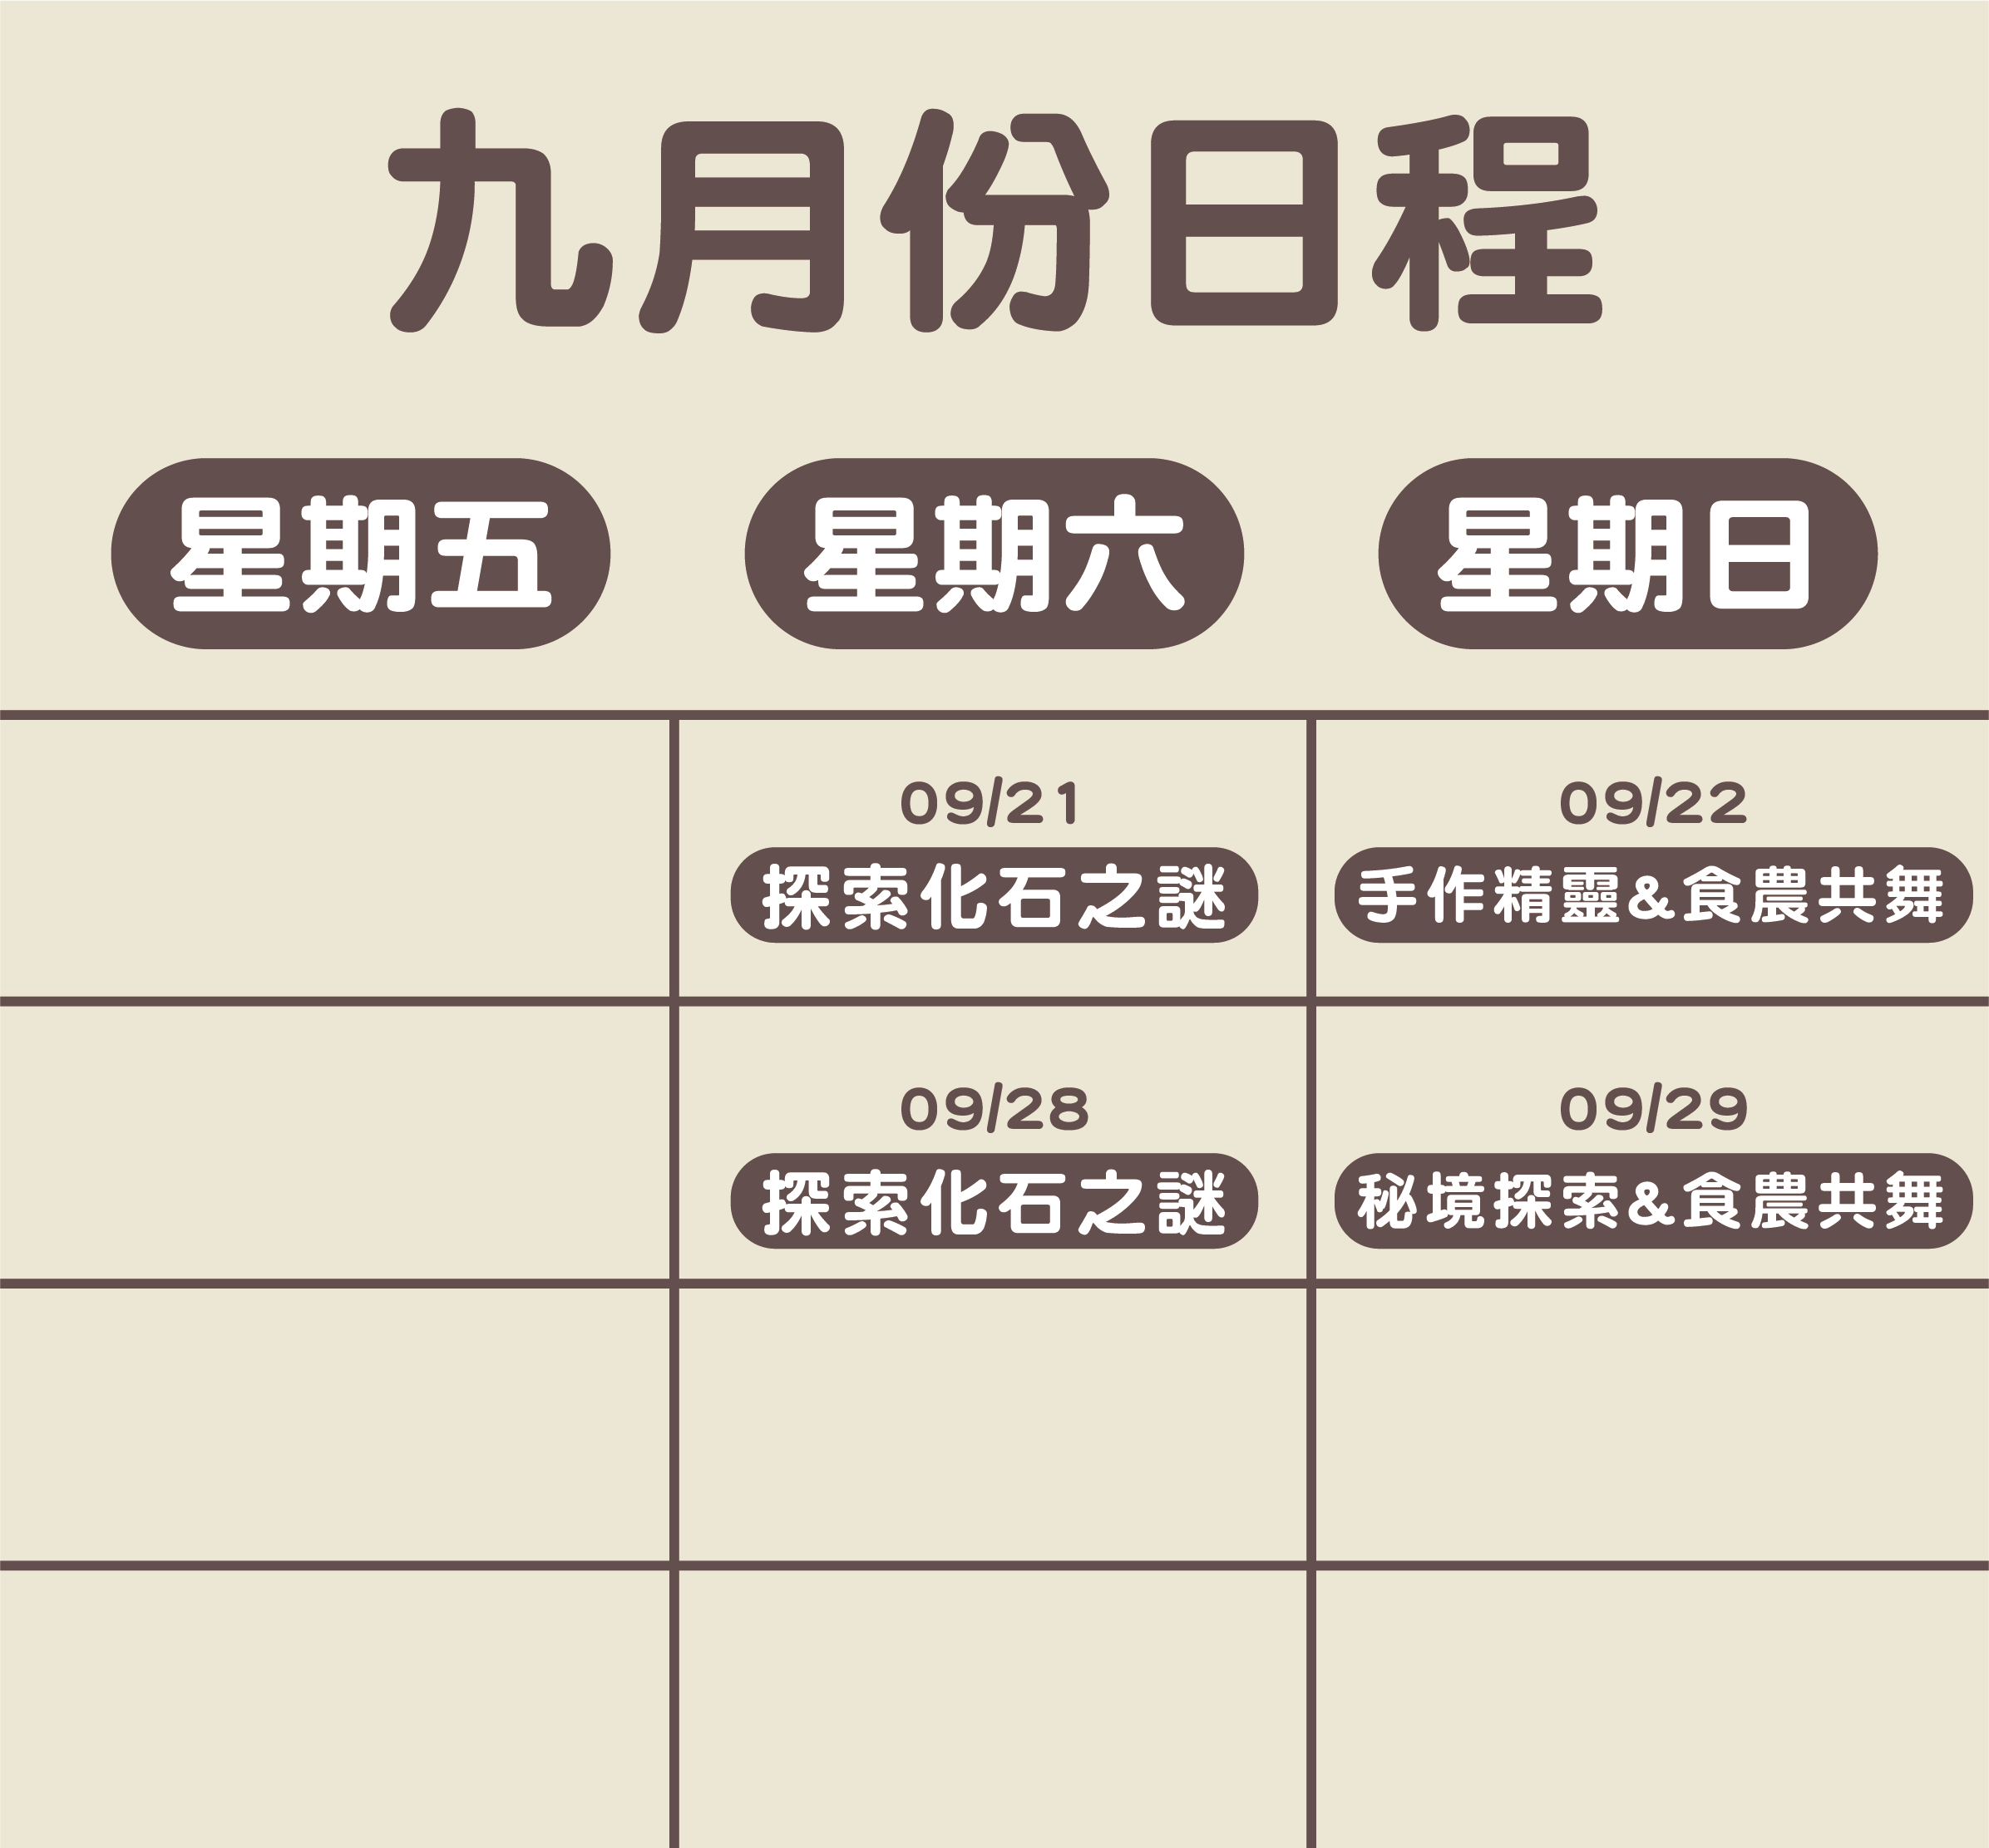 九月份日程
星期五 星期六 星期日
09/21 09/22
探索化石之謎 手作精靈&食農共舞
09/28 09/29
探索化石之謎 秘境探索&食農共舞